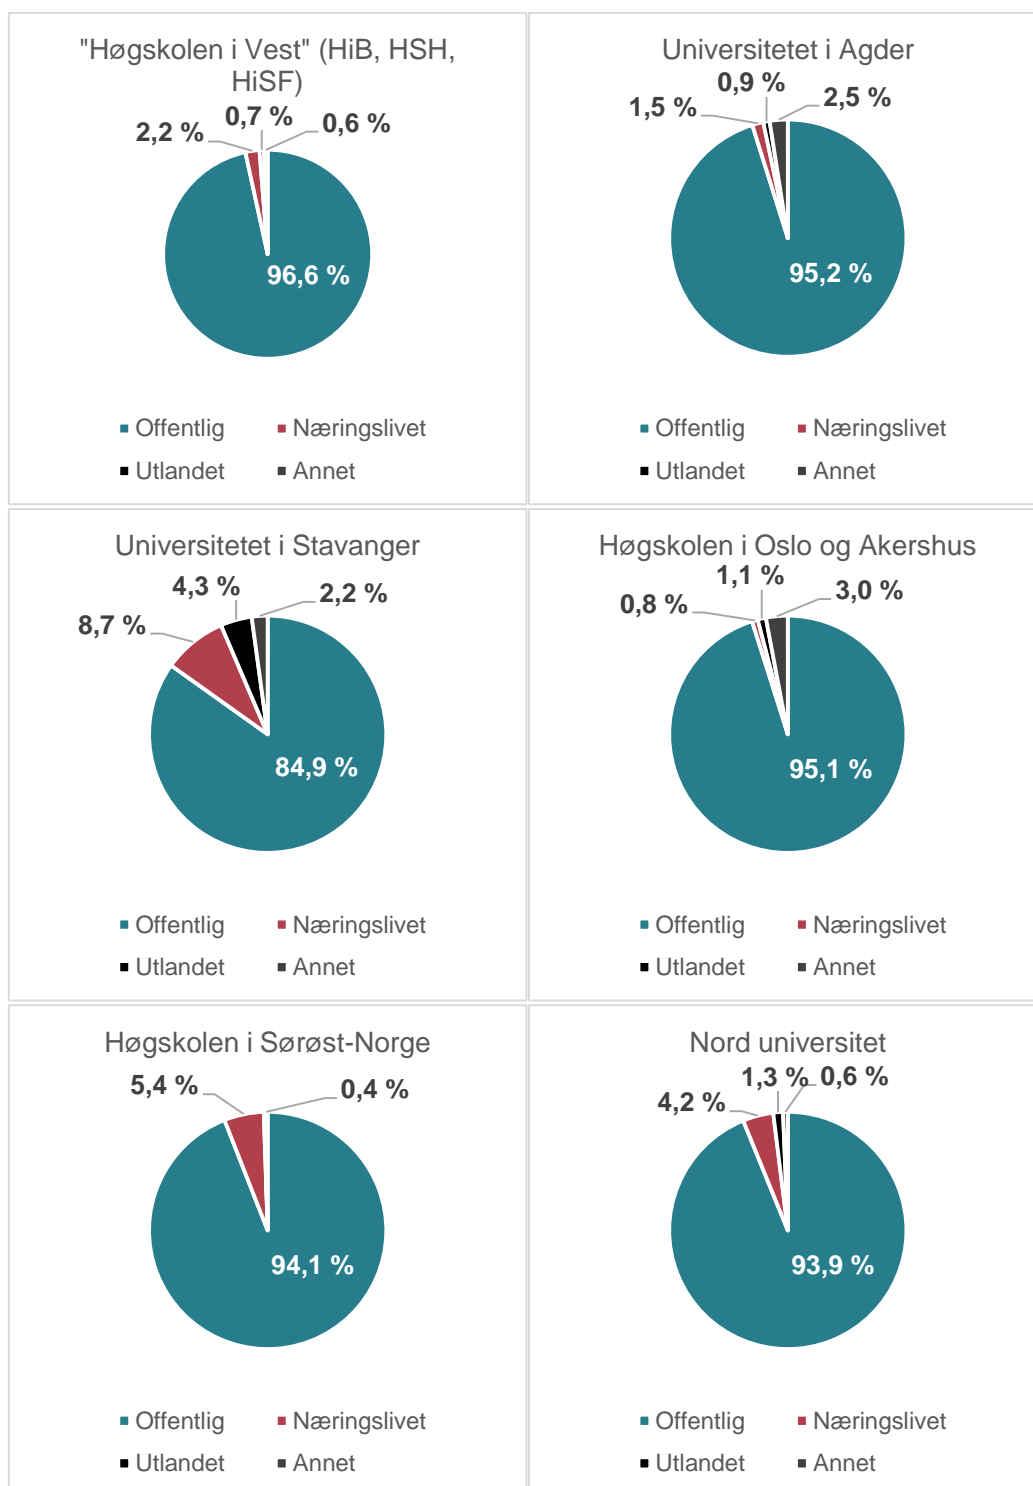 "Høgskolen i Vest" (HiB, HSH,
HiSF)
2,2 %
0,7 %
0,6 %
96,6 %
Offentlig
Næringslivet
Utlandet
Annet
Universitetet i Agder
1,5 %
0,9 %
2,5 %
95,2 %
Offentlig
Næringslivet
Utlandet
Annet
Universitetet i Stavanger
8,7 %
4,3 %
2,2 %
84,9 %
Offentlig
Næringslivet
Utlandet
Annet
Høgskolen i Oslo og Akershus
0,8 %
1,1 %
3,0 %
95,1 %
Offentlig
Næringslivet
Utlandet
Annet
Høgskolen i Sørøst-Norge
5,4 %
0,4 %
94,1 %
Offentlig
Næringslivet
Utlandet
Annet
Nord universitet
4,2 %
1,3 %
0,6 %
93,9 %
Offentlig
Næringslivet
Utlandet
Annet